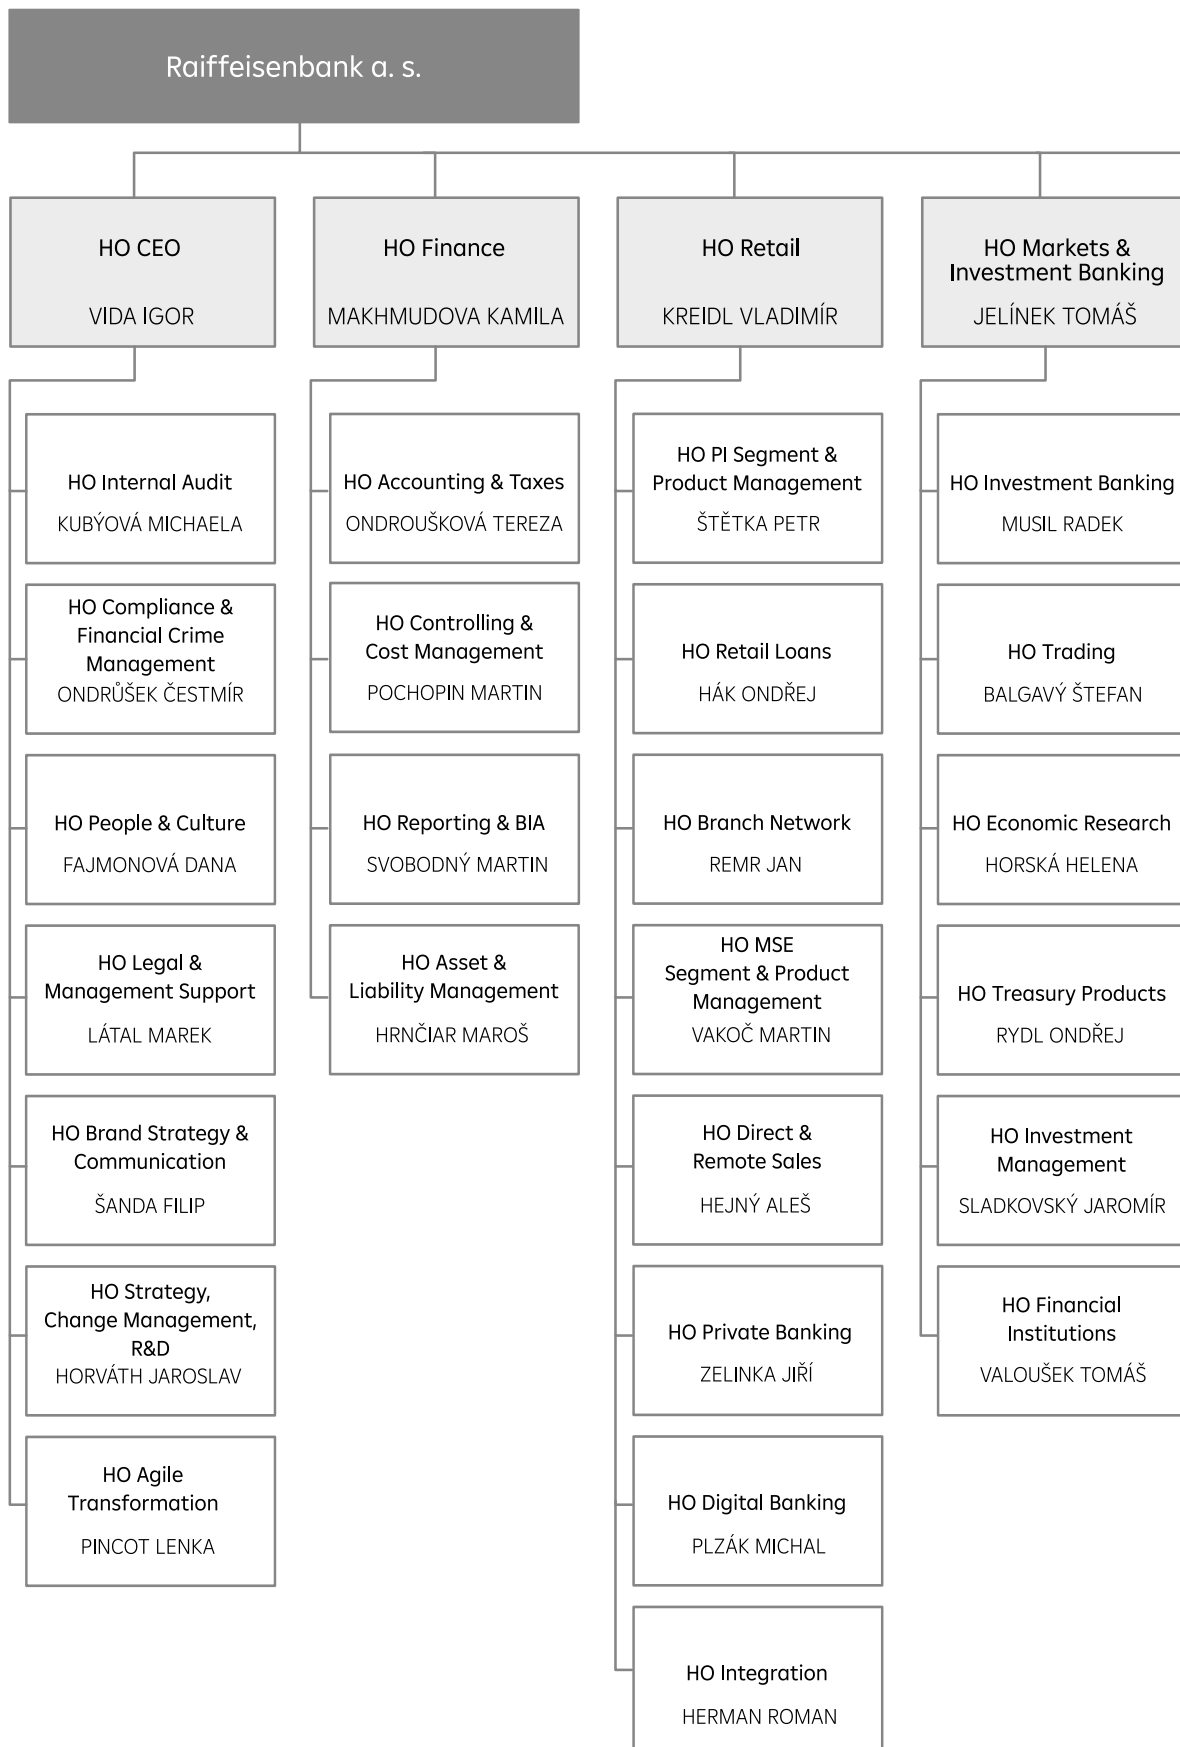 Raiffeisenbank a. s.
HO CEO
VIDA IGOR
HO Internal Audit
KUBÝOVÁ MICHAELA
HO Compliance &
Financial Crime
Management
ONDRŮŠEK ČESTMÍR
HO People & Culture
FAJMONOVÁ DANA
HO Legal &
Management Support
LÁTAL MAREK
HO Brand Strategy &
Communication
ŠANDA FILIP
HO Strategy,
Change Management,
R&D
HORVÁTH JAROSLAV
HO Agile
Transformation
PINCOT LENKA
HO Finance
MAKHMUDOVA KAMILA
HO Accounting & Taxes
ONDROUŠKOVÁ TEREZA
HO Controlling &
Cost Management
POCHOPIN MARTIN
HO Reporting & BIA
SVOBODNÝ MARTIN
HO Asset &
Liability Management
HRNČIAR MAROŠ
HO Retail
KREIDL VLADIMÍR
HO PI Segment &
Product Management
ŠTĚTKA PETR
HO Retail Loans
HÁK ONDŘEJ
HO Branch Network
REMR JAN
HO MSE
Segment & Product
Management
VAKOČ MARTIN
HO Direct &
Remote Sales
HEJNÝ ALEŠ
HO Private Banking
ZELINKA JIŘÍ
HO Digital Banking
PLZÁK MICHAL
HO Integration
HERMAN ROMAN
HO Markets &
Investment Banking
JELÍNEK TOMÁŠ
HO Investment Banking
MUSIL RADEK
HO Trading
BALGAVÝ ŠTEFAN
HO Economic Research
HORSKÁ HELENA
HO Treasury Products
RYDL ONDŘEJ
HO Investment
Management
SLADKOVSKÝ JAROMÍR
HO Financial
Institutions
VALOUŠEK TOMÁŠ